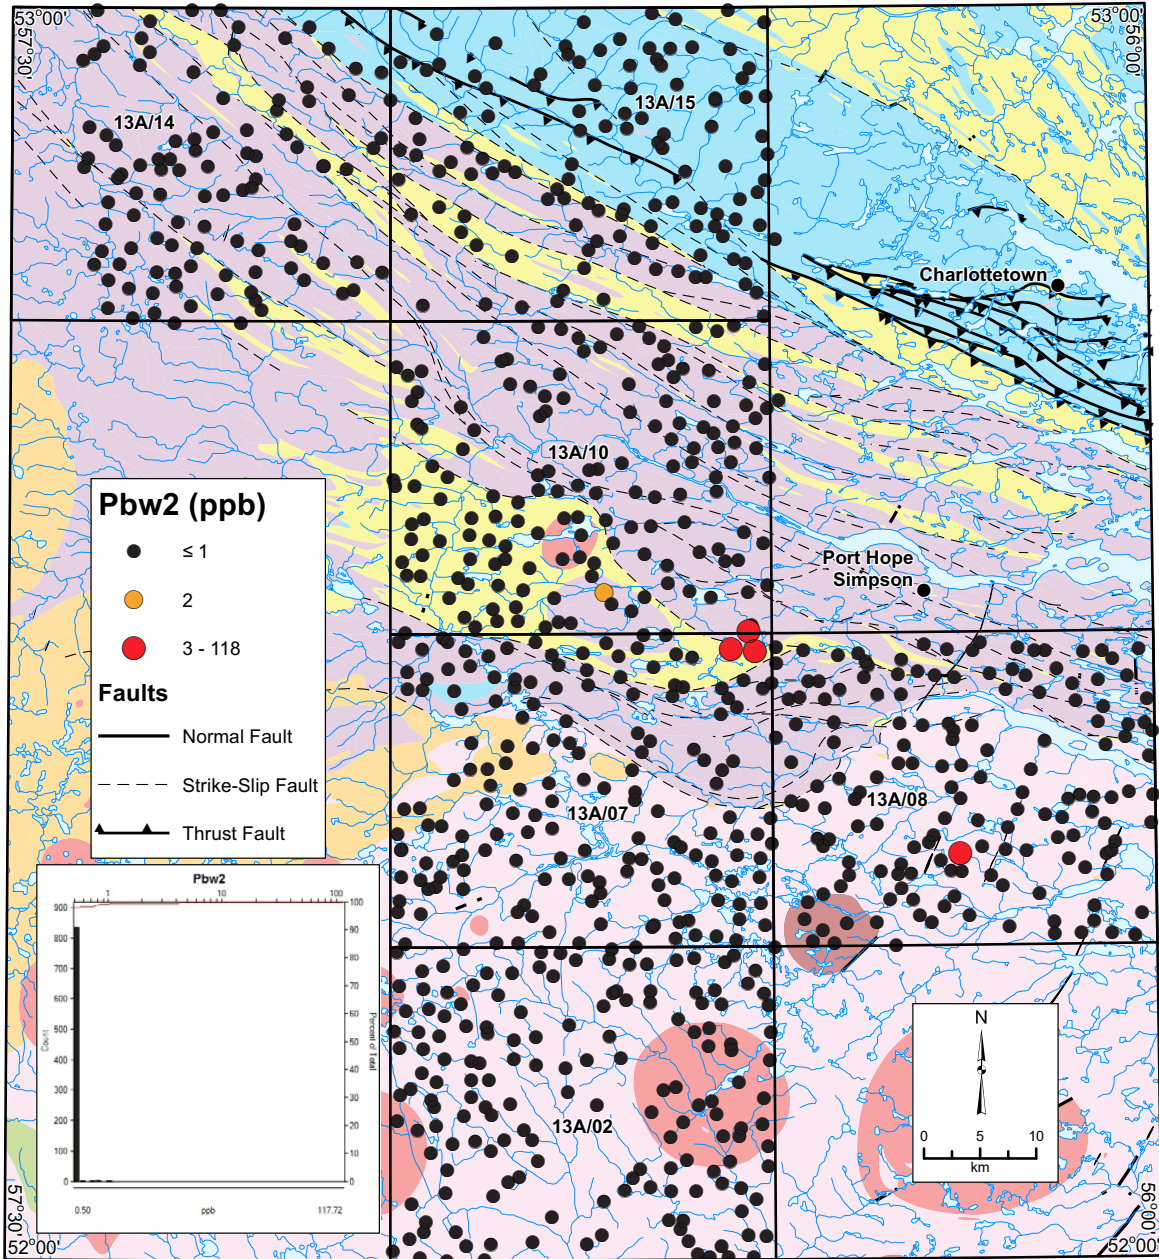 53°00'
57°30'
53°00'
56°00'
13A/14
13A/15
Charlottetown
13A/10
Port Hope
Simpson
Pbw2 (ppb)
≤ 1
2
3 - 118
Faults
Normal Fault
Strike-Slip Fault
Thrust Fault
13A/07
13A/08
13A/02
Pbw2
1 10 100
900
800
700
600
500
400
300
200
100
0
Count
100
90
80
70
60
50
40
30
20
10
0
Percent of Total
0.50 ppb 117.72
N
0 5 10
km
57°30'
52°00'
56°00'
52°00'